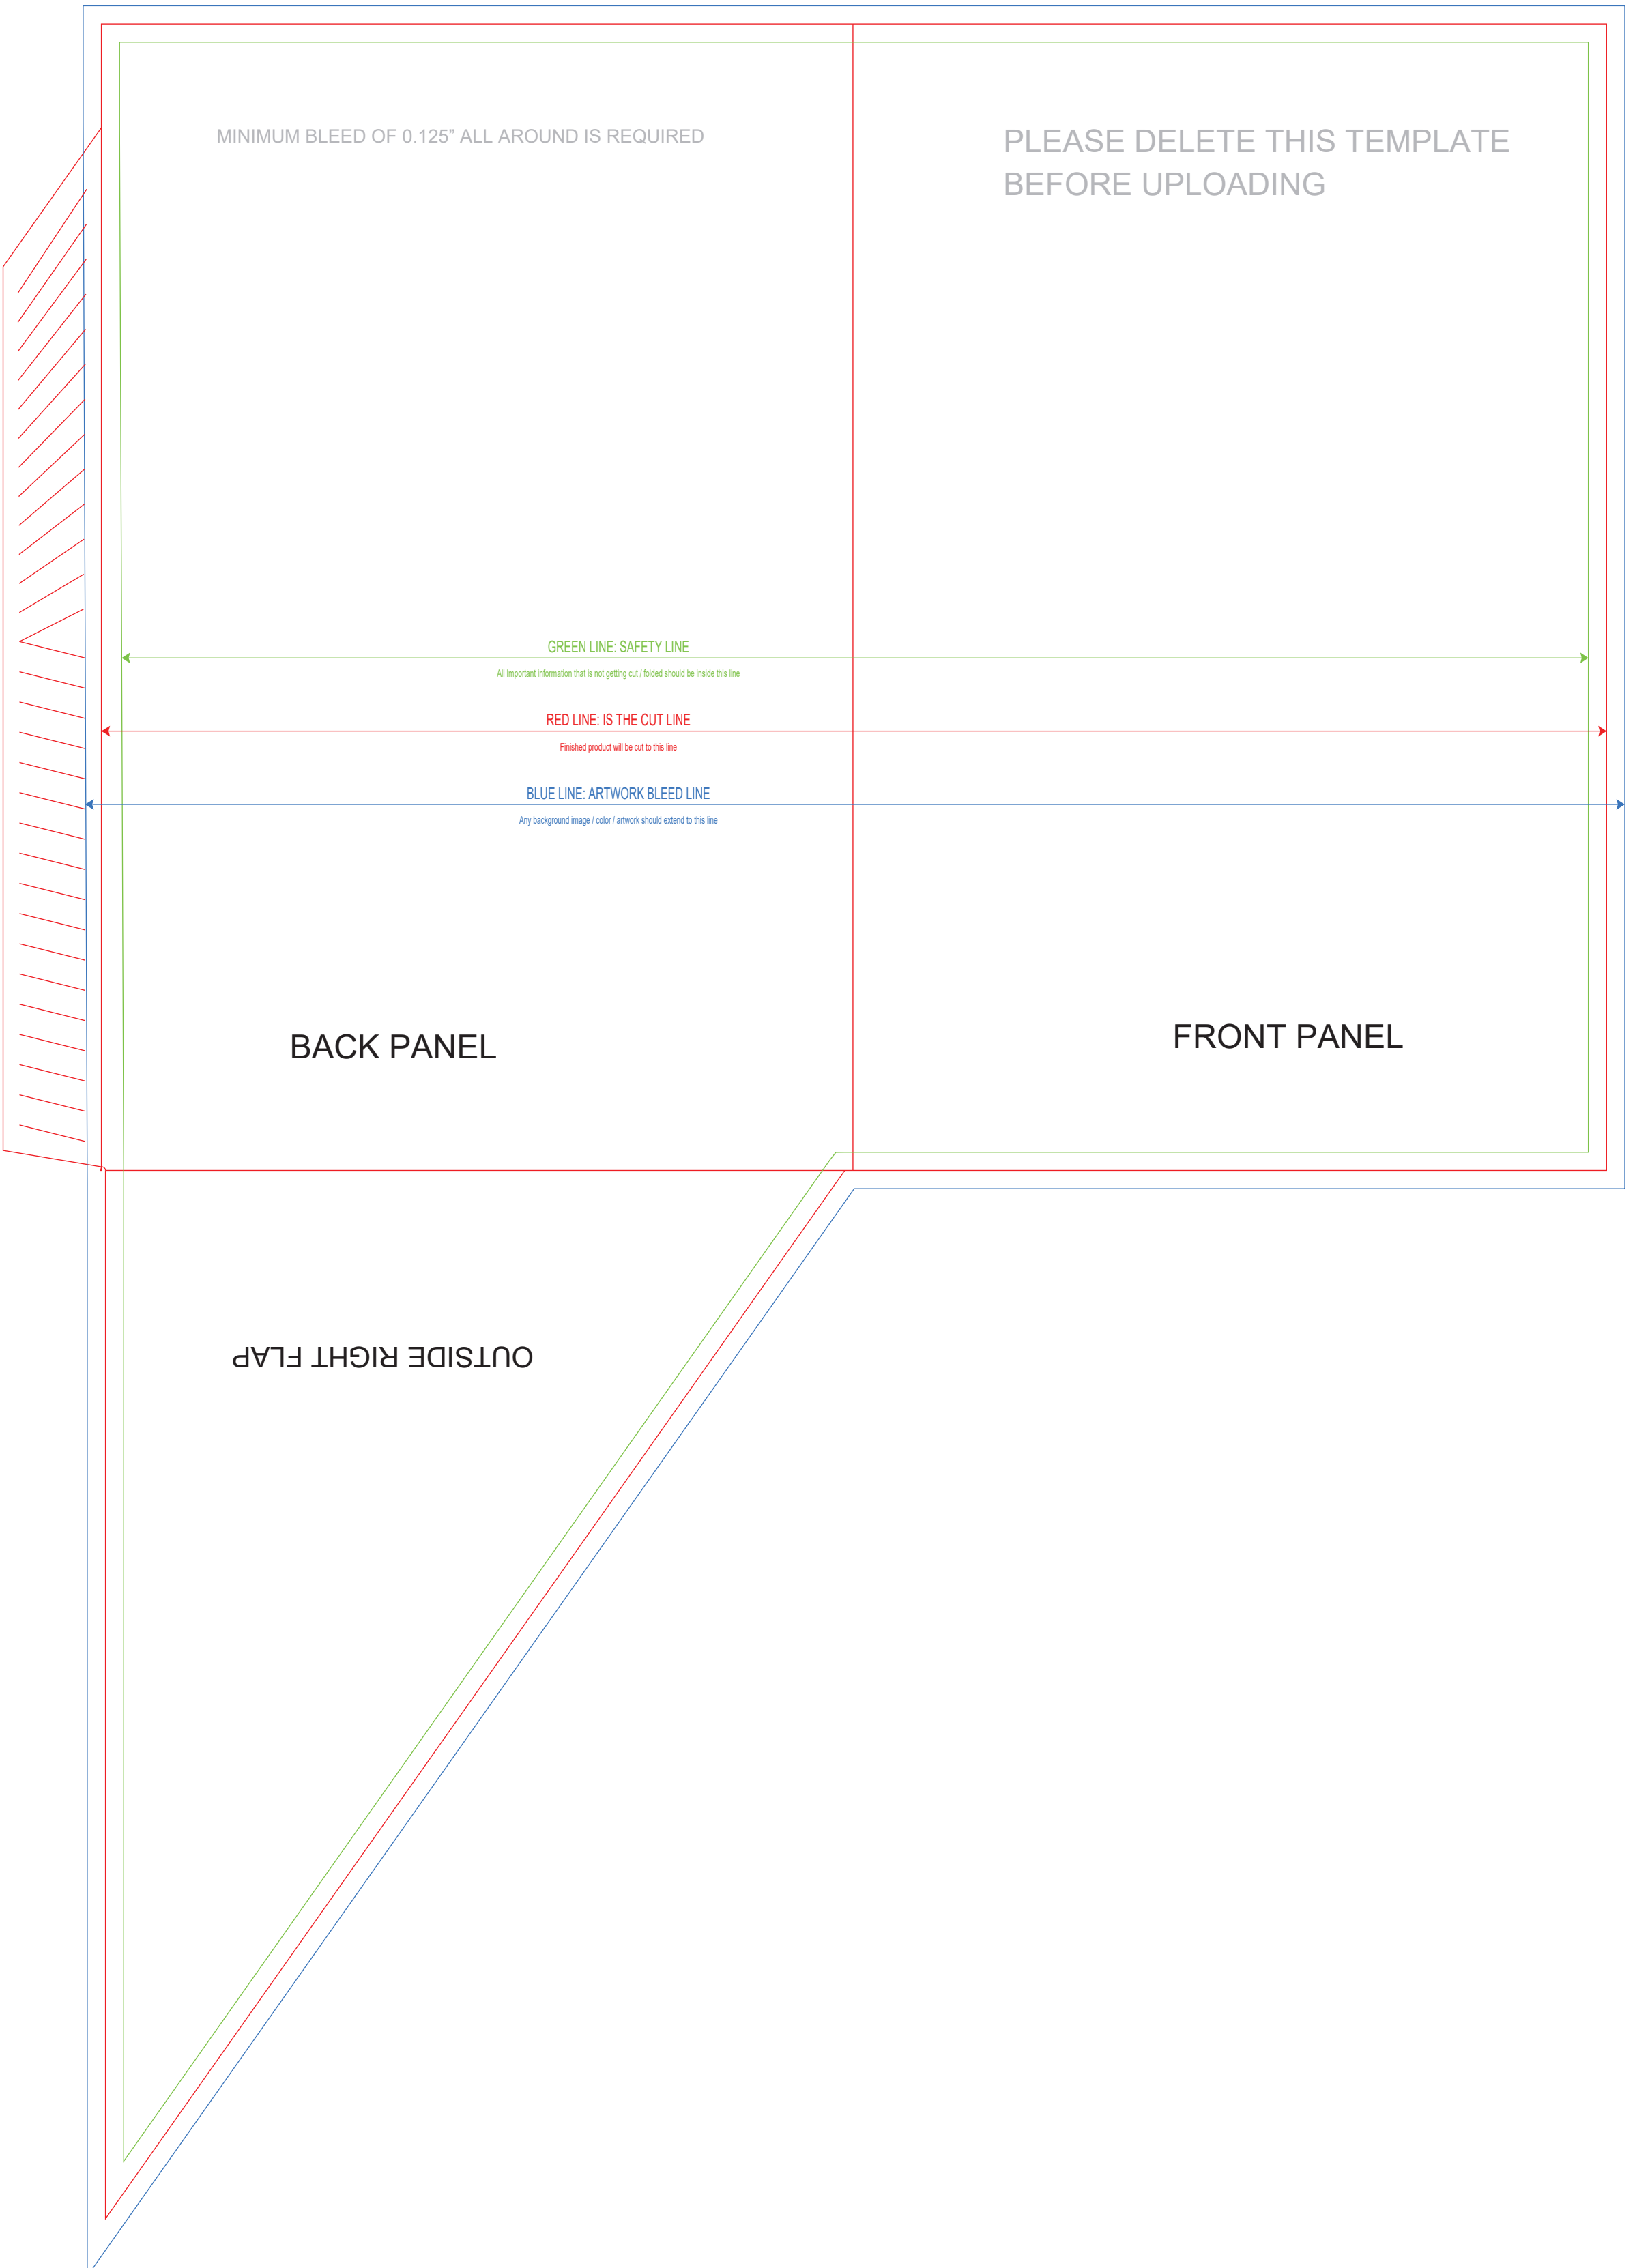 MINIMUM BLEED OF 0.125” ALL AROUND IS REQUIRED
PLEASE DELETE THIS TEMPLATE
BEFORE UPLOADING
GREEN LINE: SAFETY LINE
All Important information that is not getting cut / folded should be inside this line
RED LINE: IS THE CUT LINE
Finished product will be cut to this line
BLUE LINE: ARTWORK BLEED LINE
Any background image / color / artwork should extend to this line
BACK PANEL
FRONT PANEL
OUTSIDE RIGHT FLAP